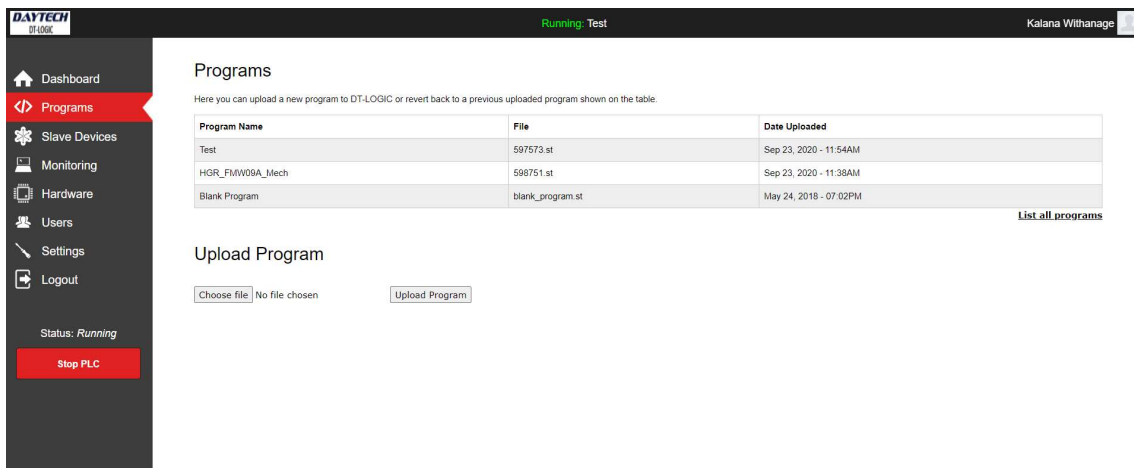 DAYTECH
DT-LOGIC
Running: Test
Kalana Withanage
Dashboard
Programs
Slave Devices
Monitoring
Hardware
Users
Settings
Logout
Status: Running
Stop PLC
Programs
Here you can upload a new program to DT-LOGIC or revert back to a previous uploaded program shown on the table.
Program Name File Date Uploaded
Test 597573.st Sep 23, 2020 - 11:54AM
HGR_FMW09A_Mech 598751.st Sep 23, 2020 - 11:38AM
Blank Program blank_program.st May 24, 2018 - 07:02PM
List all programs
Upload Program
Choose file No file chosen Upload Program